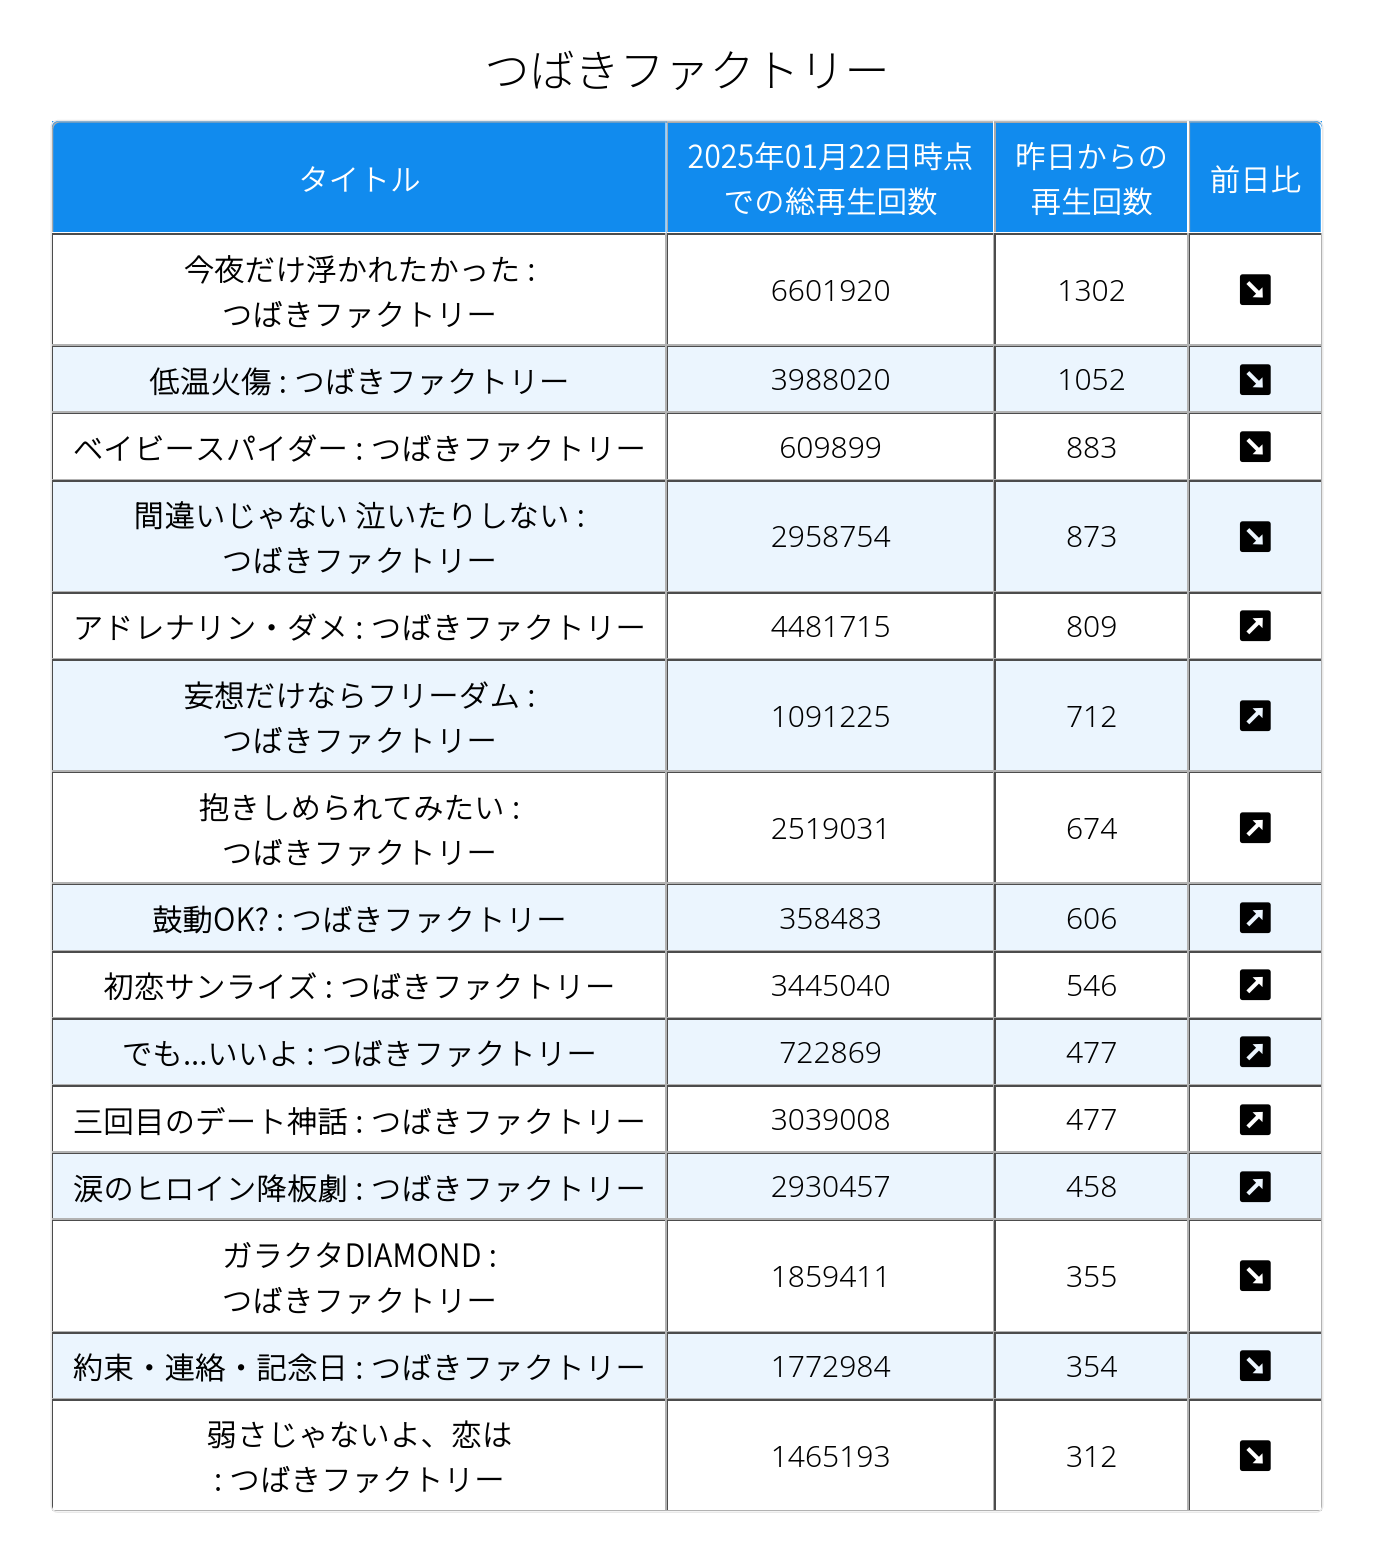 つばきファクトリー
タイトル
2025年01月22日時点
での総再生回数
昨日からの
再生回数
前日比
今夜だけ浮かれたかった :
つばきファクトリー
6601920
1302
↘
低温火傷 : つばきファクトリー
3988020
1052
↘
ベイビースパイダー : つばきファクトリー
609899
883
↘
間違いじゃない 泣いたりしない :
つばきファクトリー
2958754
873
↘
アドレナリン・ダメ : つばきファクトリー
4481715
809
↗
妄想だけならフリーダム :
つばきファクトリー
1091225
712
↗
抱きしめられてみたい :
つばきファクトリー
2519031
674
↗
鼓動OK? : つばきファクトリー
358483
606
↗
初恋サンライズ : つばきファクトリー
3445040
546
↗
でも...いいよ : つばきファクトリー
722869
477
↗
三回目のデート神話 : つばきファクトリー
3039008
477
↗
涙のヒロイン降板劇 : つばきファクトリー
2930457
458
↗
ガラクタDIAMOND :
つばきファクトリー
1859411
355
↘
約束・連絡・記念日 : つばきファクトリー
1772984
354
↘
弱さじゃないよ、恋は
: つばきファクトリー
1465193
312
↘